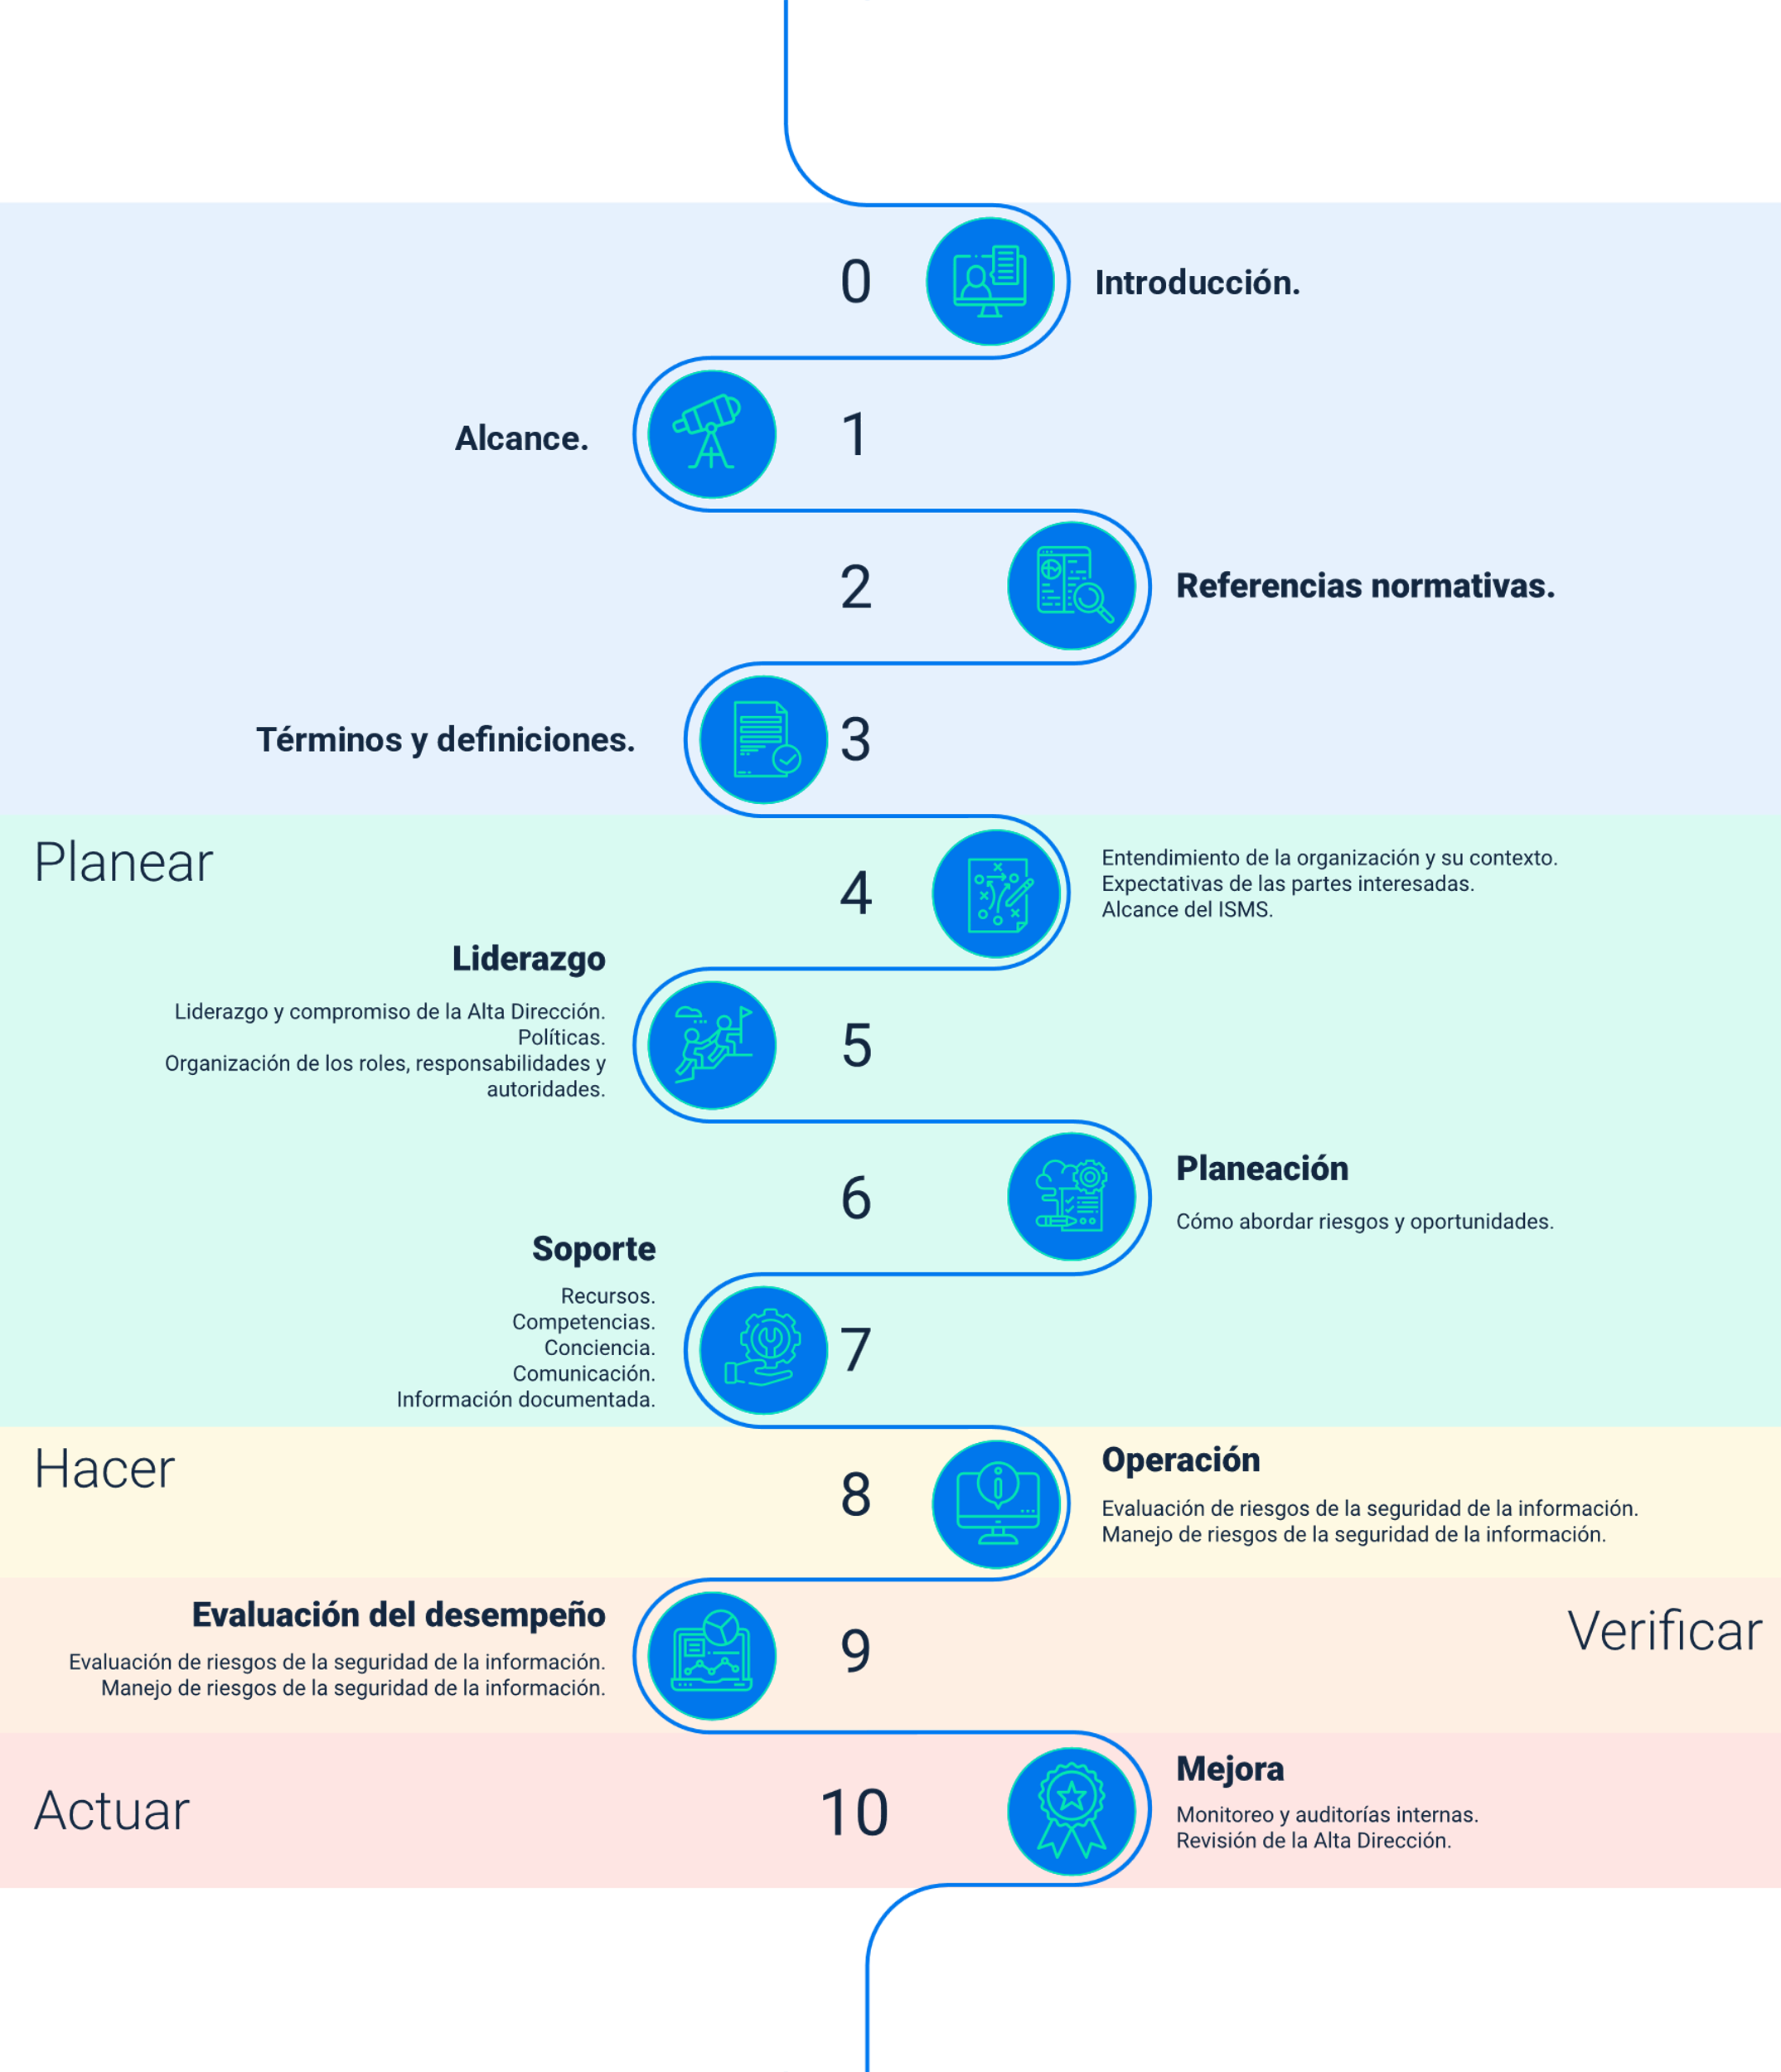 0
Introducción.
Alcance.
1
2
Referencias normativas.
Términos y definiciones.
3
Planear
4
Entendimiento de la organización y su contexto.
Expectativas de las partes interesadas.
Alcance del ISMS.
Liderazgo
Liderazgo y compromiso de la Alta Dirección.
Políticas.
Organización de los roles, responsabilidades y
autoridades.
5
6
Planeación
Cómo abordar riesgos y oportunidades.
Soporte
Recursos.
Competencias.
Conciencia.
Comunicación.
Información documentada.
7
Hacer
8
Operación
Evaluación de riesgos de la seguridad de la información.
Manejo de riesgos de la seguridad de la información.
Evaluación del desempeño
Evaluación de riesgos de la seguridad de la información.
Manejo de riesgos de la seguridad de la información.
9
Verificar
Actuar
10
Mejora
Monitoreo y auditorías internas.
Revisión de la Alta Dirección.